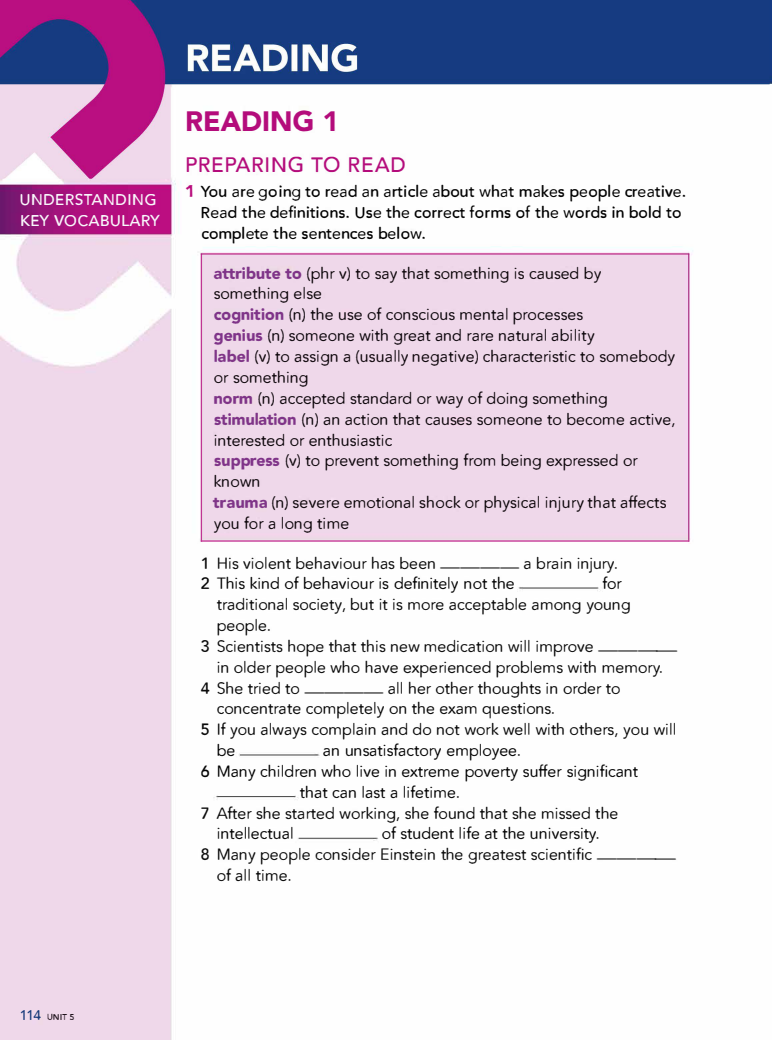 READING
READING 1
PREPARING TO READ
UNDERSTANDING
KEY VOCABULARY
1 You are going to read an article about what makes people creative.
Read the definitions. Use the correct forms of the words in bold to
complete the sentences below.
attribute to (phr v) to say that something is caused by
something else
cognition (n) the use of conscious mental processes
genius (n) someone with great and rare natural ability
label (v) to assign a (usually negative) characteristic to somebody
or something
norm (n) accepted standard or way of doing something
stimulation (n) an action that causes someone to become active,
interested or enthusiastic
suppress (v) to prevent something from being expressed or
known
trauma (n) severe emotional shock or physical injury that affects
you for a long time
1 His violent behaviour has been ________ a brain injury.
2 This kind of behaviour is definitely not the ________ for
traditional society, but it is more acceptable among young
people.
3 Scientists hope that this new medication will improve ________
in older people who have experienced problems with memory.
4 She tried to ________ all her other thoughts in order to
concentrate completely on the exam questions.
5 If you always complain and do not work well with others, you will
be ________ an unsatisfactory employee.
6 Many children who live in extreme poverty suffer significant
________ that can last a lifetime.
7 After she started working, she found that she missed the
intellectual ________ of student life at the university.
8 Many people consider Einstein the greatest scientific ________
of all time.
114 UNIT 5